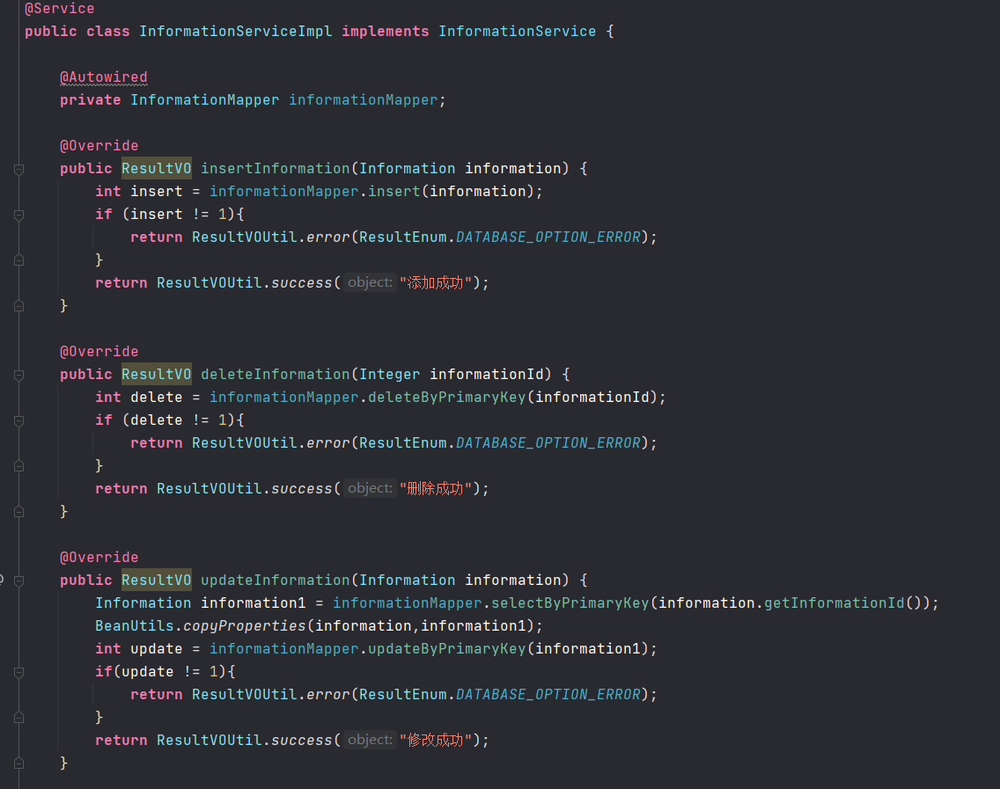 @Service
public class InformationServiceImpl implements InformationService {
@Autowired
private InformationMapper informationMapper;
@Override
public ResultVO insertInformation(Information information) {
int insert = informationMapper.insert(information);
if (insert != 1){
return ResultVOUtil.error(ResultEnum.DATABASE_OPTION_ERROR);
}
return ResultVOUtil.success( object: "添加成功");
}
@Override
public ResultVO deleteInformation(Integer informationId) {
int delete = informationMapper.deleteByPrimaryKey(informationId);
if (delete != 1){
return ResultVOUtil.error(ResultEnum.DATABASE_OPTION_ERROR);
}
return ResultVOUtil.success( object: "删除成功");
}
@Override
public ResultVO updateInformation(Information information) {
Information information1 = informationMapper.selectByPrimaryKey(information.getInformationId());
BeanUtils.copyProperties(information,information1);
int update = informationMapper.updateByPrimaryKey(information1);
if(update != 1){
return ResultVOUtil.error(ResultEnum.DATABASE_OPTION_ERROR);
}
return ResultVOUtil.success( object: "修改成功");
}